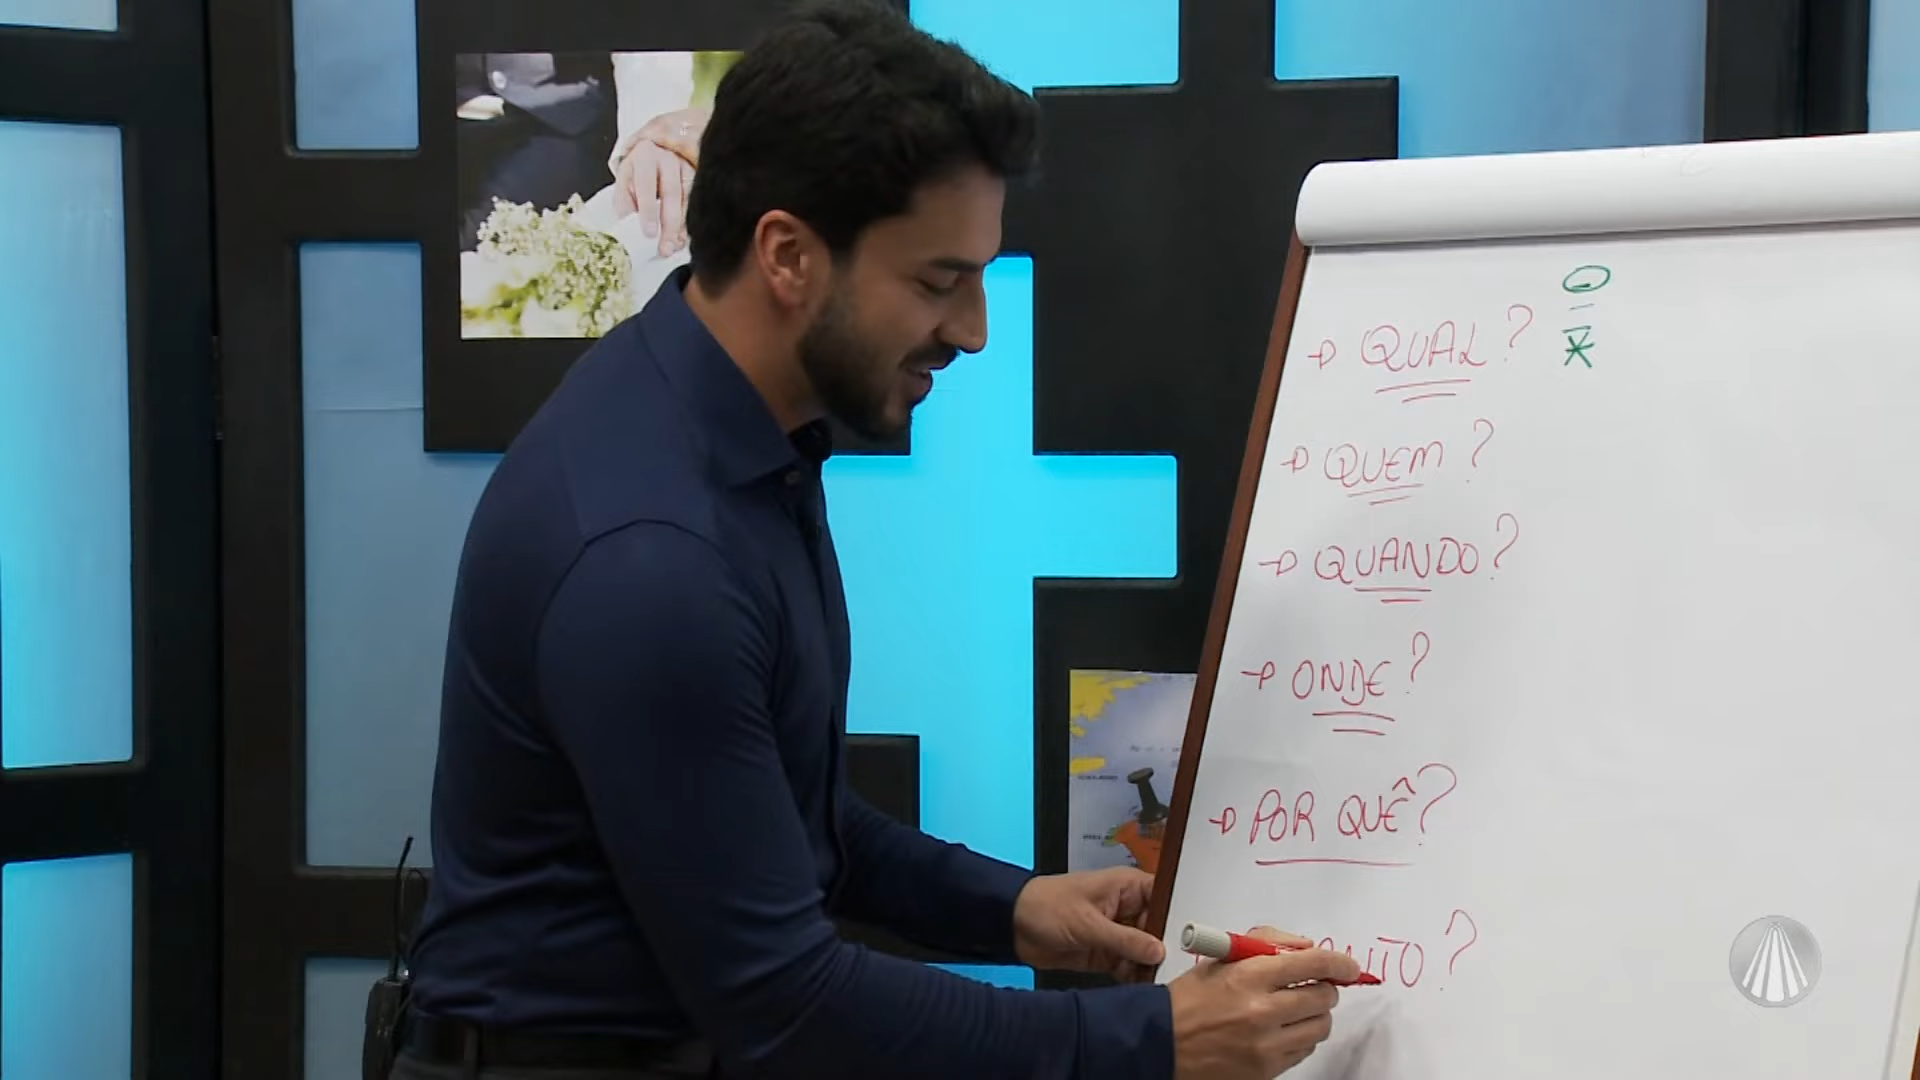 → QUAL?
→ QUEM?
→ QUANDO?
→ ONDE?
→ POR QUÊ?